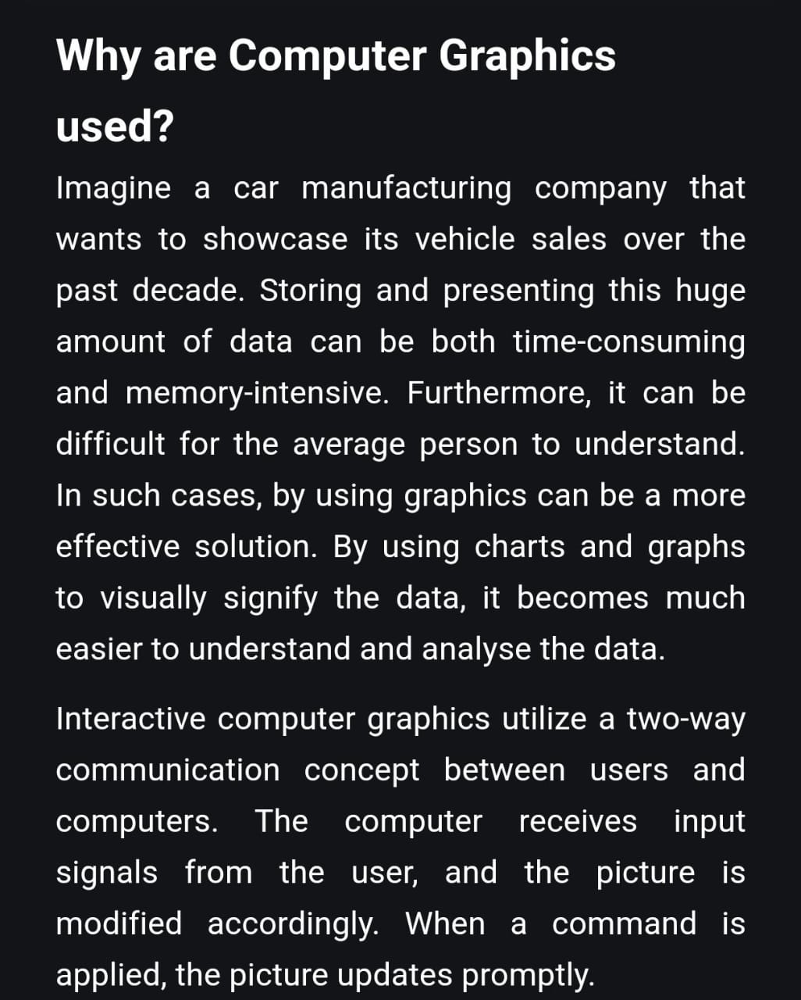 Why are Computer Graphics
used?
Imagine a car manufacturing company that
wants to showcase its vehicle sales over the
past decade. Storing and presenting this huge
amount of data can be both time-consuming
and memory-intensive. Furthermore, it can be
difficult for the average person to understand.
In such cases, by using graphics can be a more
effective solution. By using charts and graphs
to visually signify the data, it becomes much
easier to understand and analyse the data.
Interactive computer graphics utilize a two-way
communication concept between users and
computers. The computer receives input
signals from the user, and the picture is
modified accordingly. When a command is
applied, the picture updates promptly.